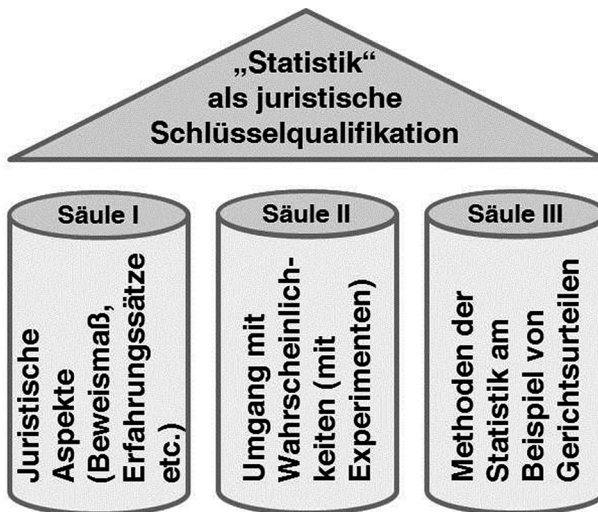 „Statistik“
als juristische
Schlüsselqualifikation
Säule I
Juristische
Aspekte
(Beweismaß,
Erfahrungssätze
etc.)
Säule II
Umgang mit
Wahrscheinlich-
keiten (mit
Experimenten)
Säule III
Methoden der
Statistik am
Beispiel von
Gerichtsurteilen